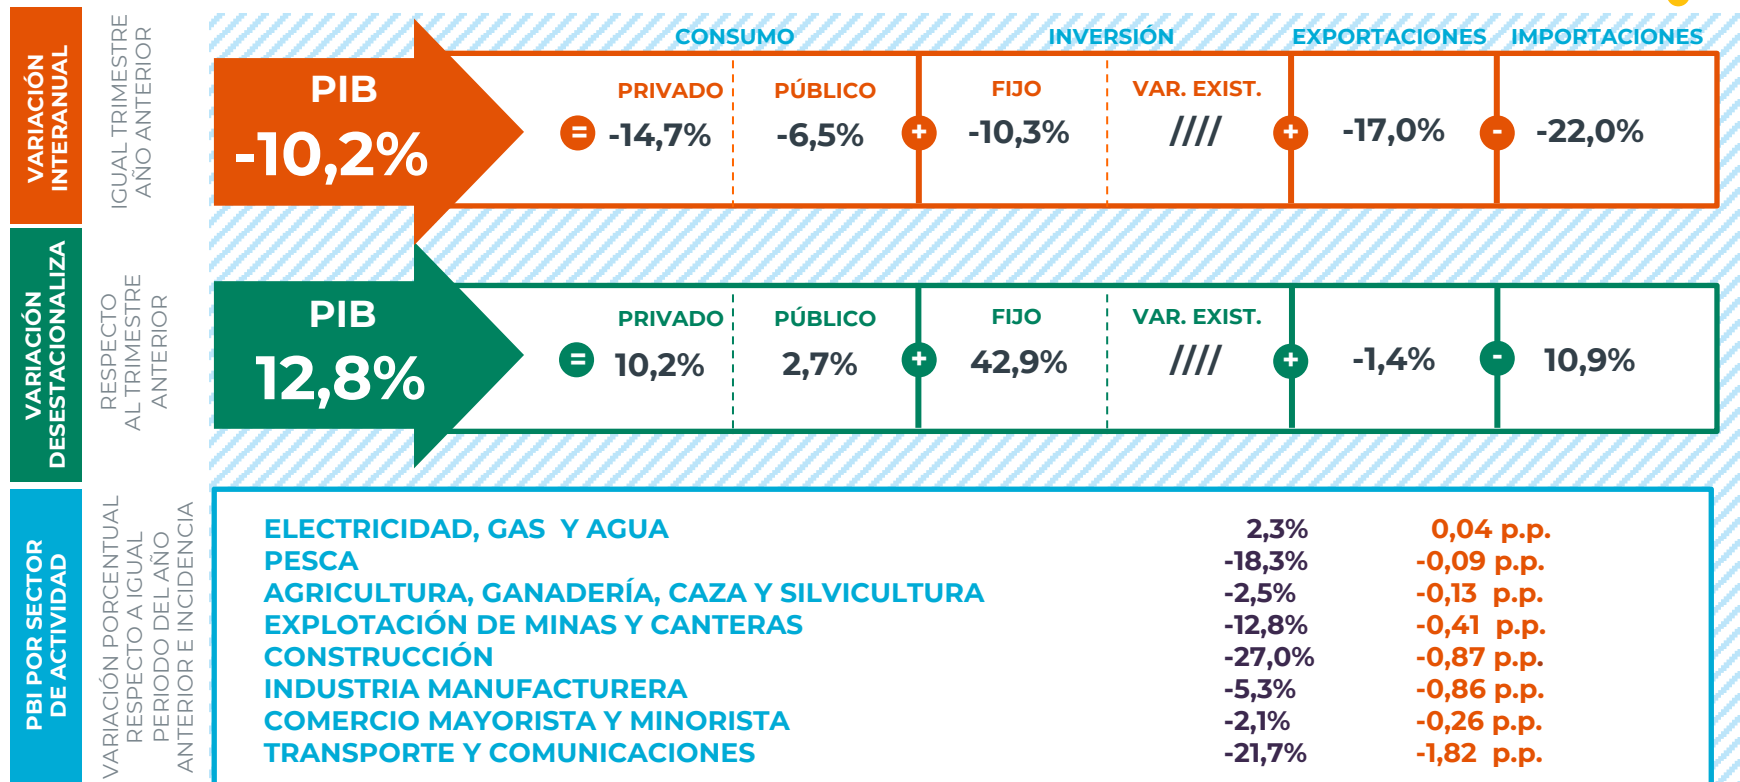 VARIACIÓN
INTERANUAL
IGUAL TRIMESTRE
AÑO ANTERIOR
CONSUMO INVERSIÓN EXPORTACIONES IMPORTACIONES
PIB
-10,2%
PRIVADO PÚBLICO FIJO VAR. EXIST.
= -14,7% -6,5% + -10,3% //// + -17,0% - -22,0%
VARIACIÓN
DESESTACIONALIZA
RESPECTO
AL TRIMESTRE
ANTERIOR
PIB
12,8%
PRIVADO PÚBLICO FIJO VAR. EXIST.
= 10,2% 2,7% + 42,9% //// + -1,4% - 10,9%
PBI POR SECTOR
DE ACTIVIDAD
VARIACIÓN PORCENTUAL
RESPECTO A IGUAL
PERIODO DEL AÑO
ANTERIOR E INCIDENCIA
ELECTRICIDAD, GAS Y AGUA 2,3% 0,04 p.p.
PESCA -18,3% -0,09 p.p.
AGRICULTURA, GANADERÍA, CAZA Y SILVICULTURA -2,5% -0,13 p.p.
EXPLOTACIÓN DE MINAS Y CANTERAS -12,8% -0,41 p.p.
CONSTRUCCIÓN -27,0% -0,87 p.p.
INDUSTRIA MANUFACTURERA -5,3% -0,86 p.p.
COMERCIO MAYORISTA Y MINORISTA -2,1% -0,26 p.p.
TRANSPORTE Y COMUNICACIONES -21,7% -1,82 p.p.